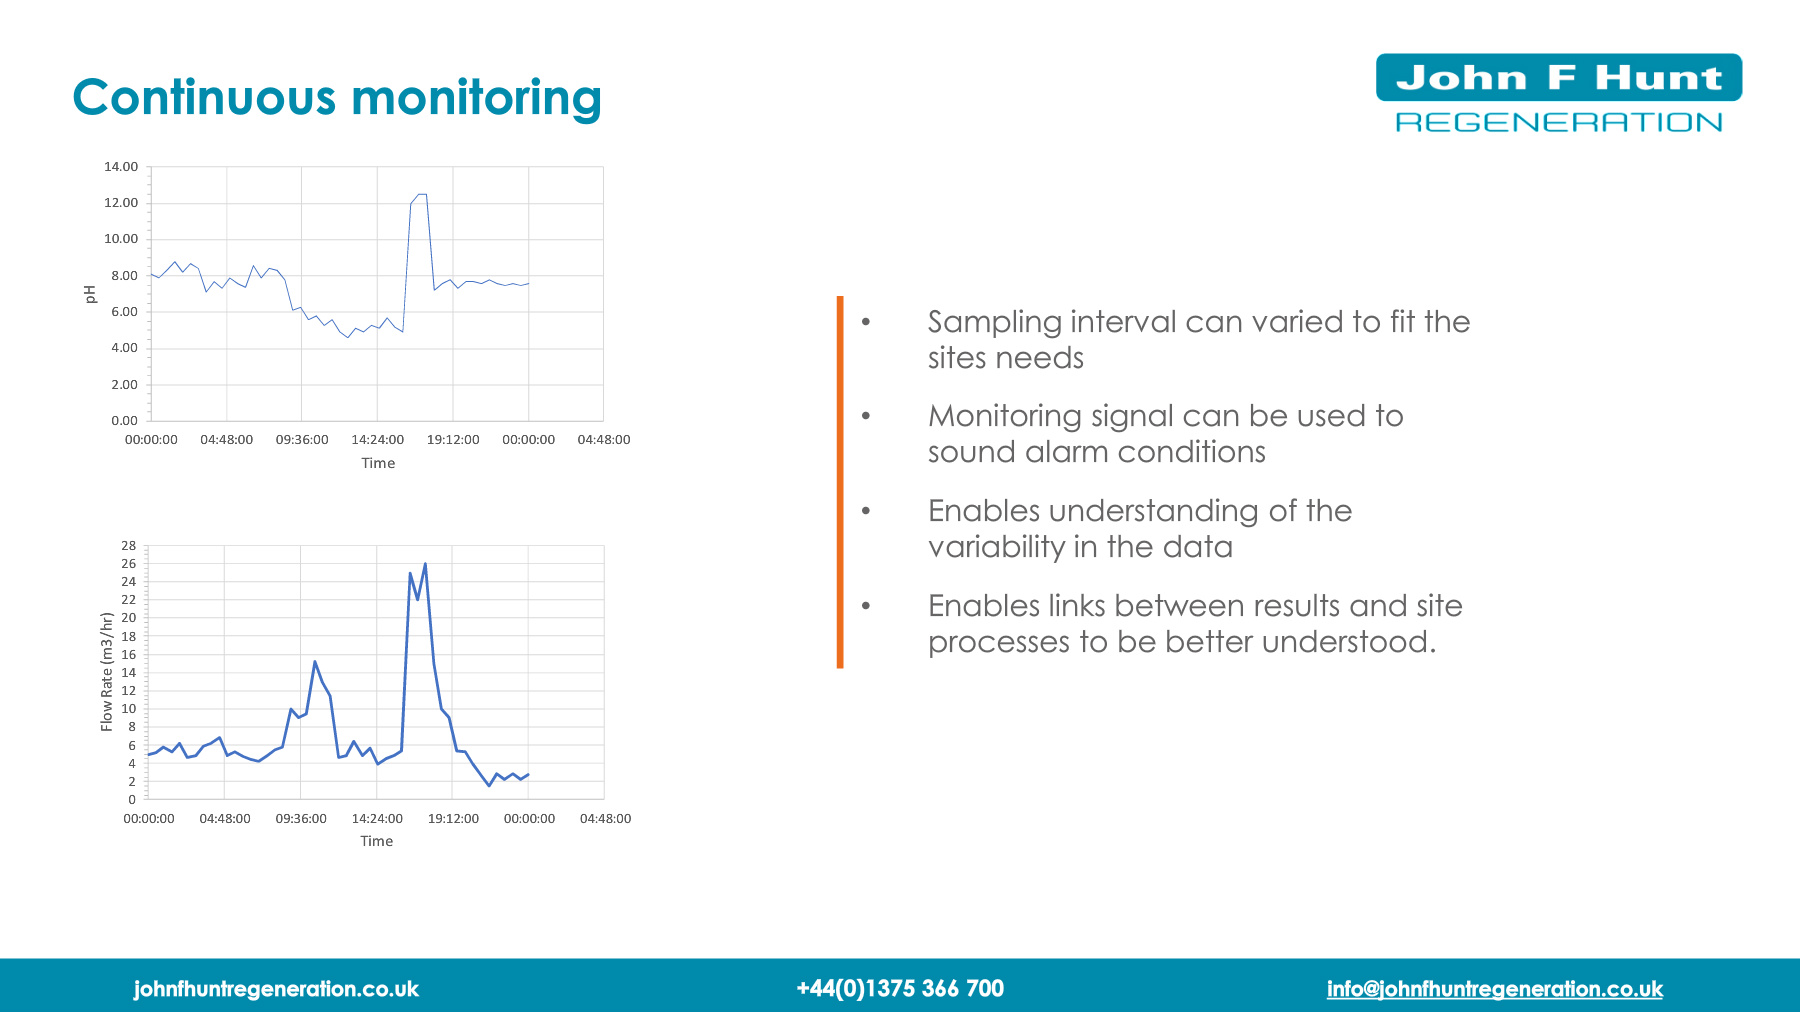 Continuous monitoring
John F Hunt
REGENERATION
14.00
12.00
10.00
8.00
6.00
4.00
2.00
0.00
pH
00:00:00 04:48:00 09:36:00 14:24:00 19:12:00 00:00:00 04:48:00
Time
28
26
24
22
20
18
16
14
12
10
8
6
4
2
0
Flow Rate (m3/hr)
00:00:00 04:48:00 09:36:00 14:24:00 19:12:00 00:00:00 04:48:00
Time
• Sampling interval can varied to fit the
sites needs
• Monitoring signal can be used to
sound alarm conditions
• Enables understanding of the
variability in the data
• Enables links between results and site
processes to be better understood.
johnfhuntregeneration.co.uk
+44(0)1375 366 700
info@johnfhuntregeneration.co.uk